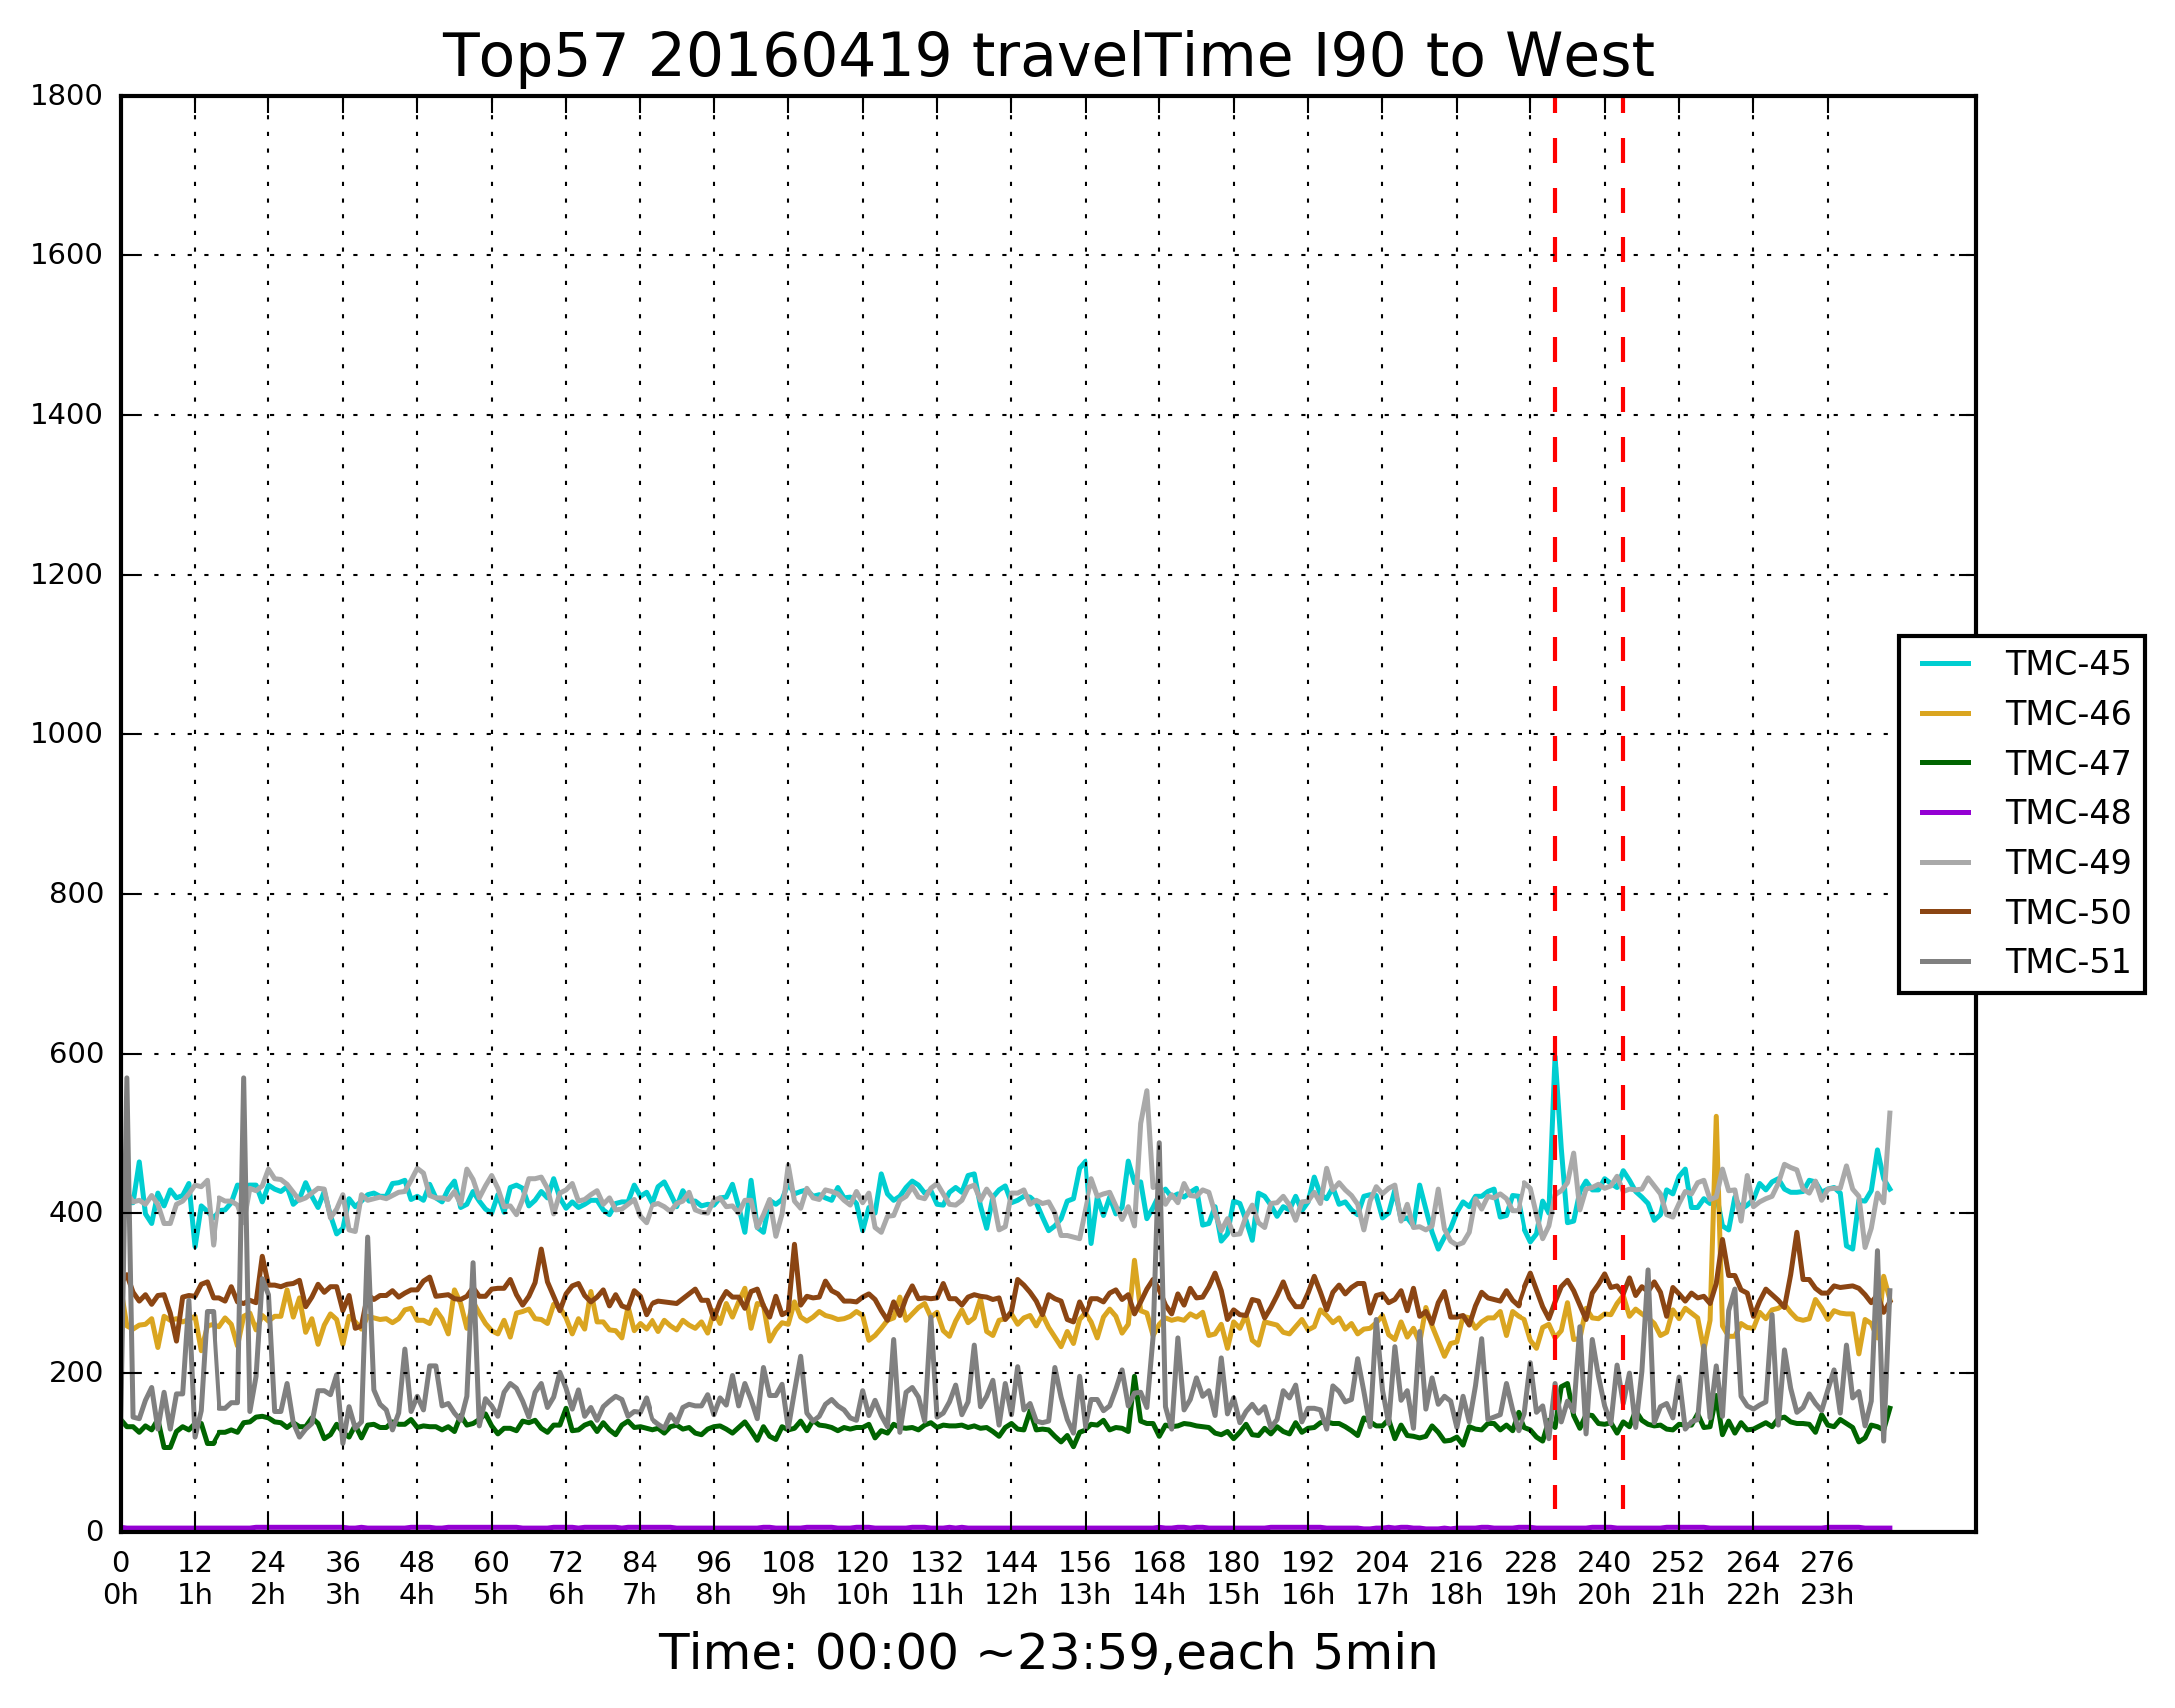 Top57 20160419 travelTime I90 to West
1800
1600
1400
1200
1000
800
600
400
200
0
TMC-45
TMC-46
TMC-47
TMC-48
TMC-49
TMC-50
TMC-51
0 12 24 36 48 60 72 84 96 108 120 132 144 156 168 180 192 204 216 228 240 252 264 276
0h 1h 2h 3h 4h 5h 6h 7h 8h 9h 10h 11h 12h 13h 14h 15h 16h 17h 18h 19h 20h 21h 22h 23h
Time: 00:00 ~23:59,each 5min